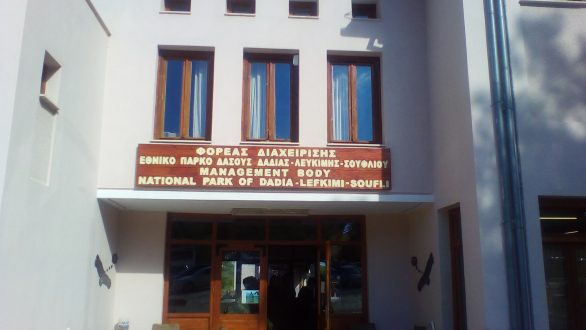 ΦΟΡΕΑΣ ΔΙΑΧΕΙΡΙΣΗΣ
ΕΘΝΙΚΟ ΠΑΡΚΟ ΔΑΣΟΥΣ ΔΑΔΙΑΣ-ΛΕΥΚΙΜΗΣ-ΣΟΥΦΛΙΟΥ
MANAGEMENT BODY
NATIONAL PARK OF DADIA-LEFKIMI-SOUFLI